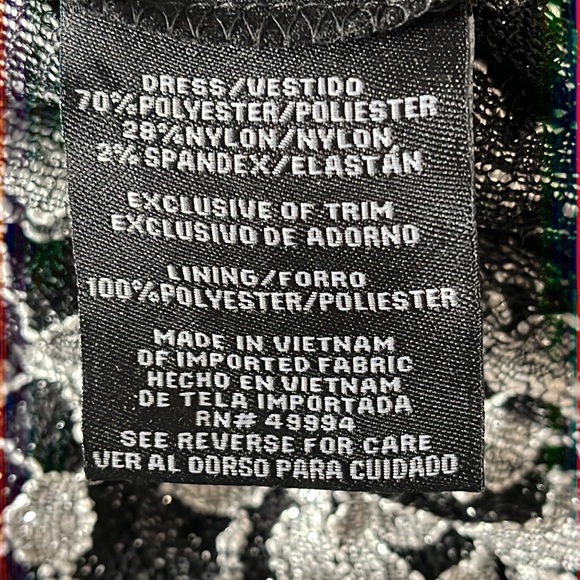 DRESS/VESTIDO
70%POLYESTER/POLIESTER
28%NYLON/NYLON,
2% SPANDEX/ELASTÁN
EXCLUSIVE OF TRIM
EXCLUSIVO DE ADORNO
LINING/FORRO
100%POLYESTER/POLIESTER
MADE IN VIETNAM
OF IMPORTED FABRIC
HECHO EN VIETNAM
DE TELA IMPORTADA
RN# 49994
SEE REVERSE FOR CARE
VER AL DORSO PARA CUIDADO